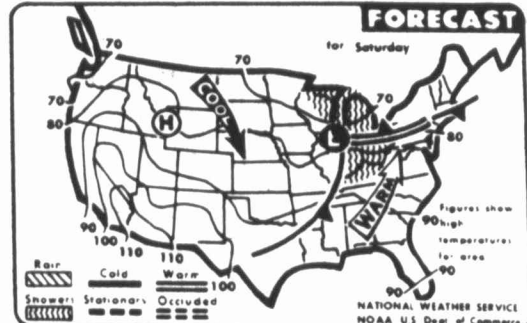 FORECAST
for Saturday
70
70
70
70
80
80
H
COOL
L
WARM
90
100
110
110
100
90
90
90
Figures show
high
temperatures
for area
Rain
Cold
Warm
Showers
Stationary
Occluded
NATIONAL WEATHER SERVICE
NOAA U S Dept of Commerce